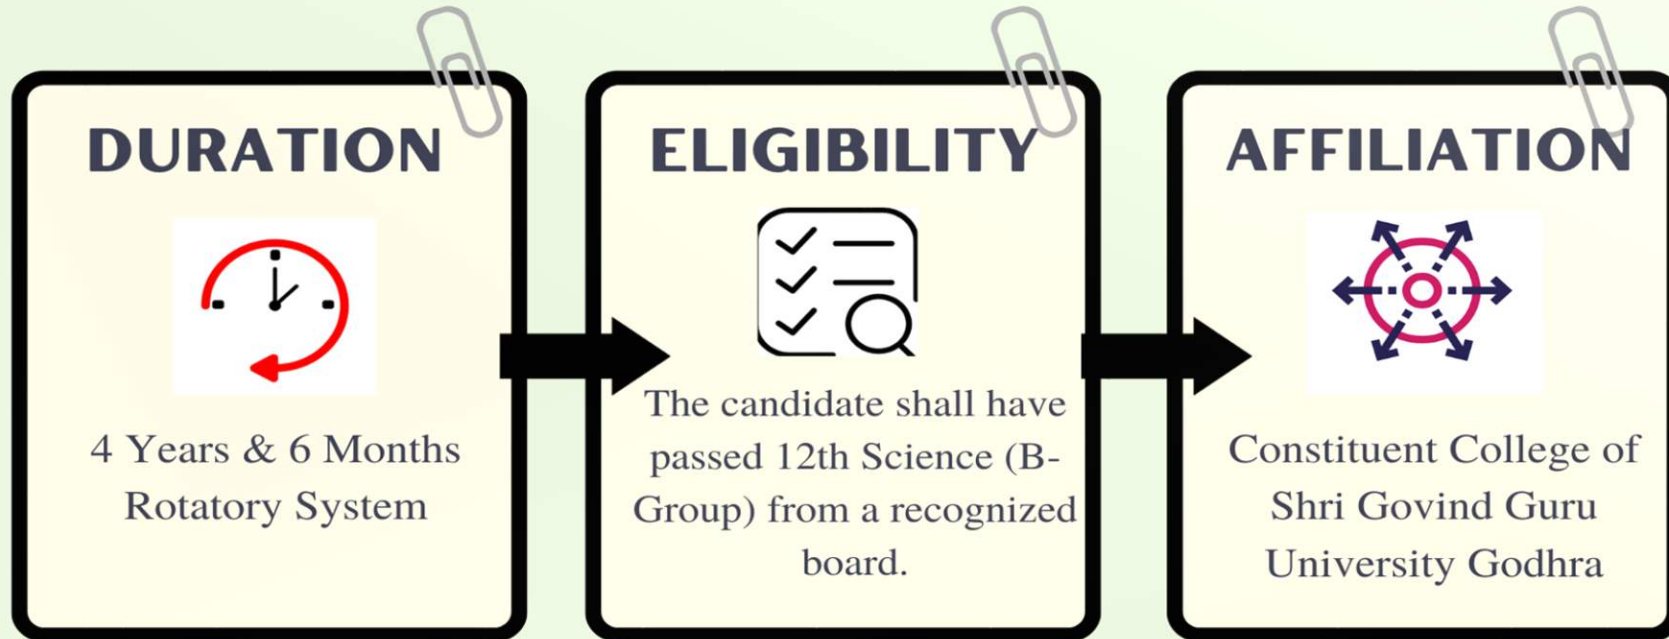 DURATION
4 Years & 6 Months
Rotatory System
ELIGIBILITY
The candidate shall have
passed 12th Science (B-
Group) from a recognized
board.
AFFILIATION
Constituent College of
Shri Govind Guru
University Godhra